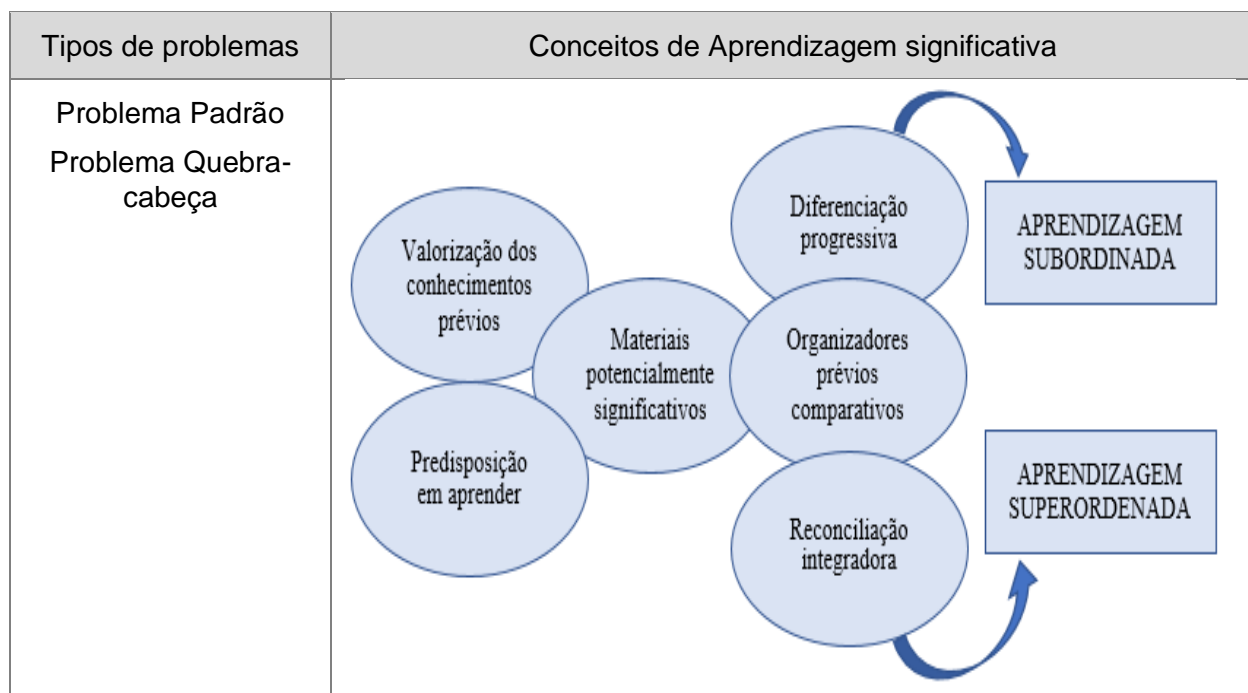 Tipos de problemas
Conceitos de Aprendizagem significativa
Problema Padrão
Problema Quebra-
cabeça
Valorização dos
conhecimentos
prévios
Predisposição
em aprender
Materiais
potencialmente
significativos
Diferenciação
progressiva
Organizadores
prévios
comparativos
Reconciliação
integradora
APRENDIZAGEM
SUBORDINADA
APRENDIZAGEM
SUPERORDENADA